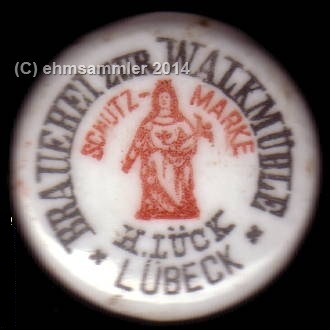 (C) ehmsammler 2014
BRAUEREI ZUR WALKMÜHLE
SCHUTZ-MARKE
H. LÜCK
* LÜBECK *